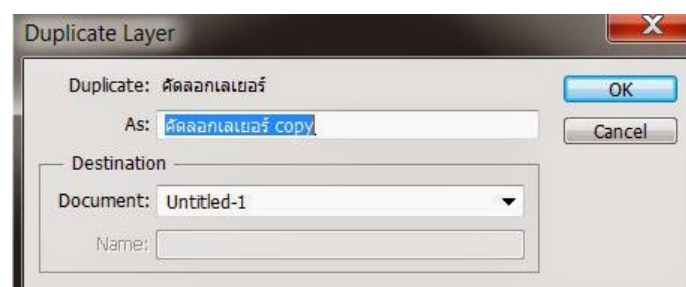 Duplicate Layer
Duplicate: คัดลอกเลเยอร์
OK
As: คัดลอกเลเยอร์ copy
Cancel
Destination
Document: Untitled-1
Name: